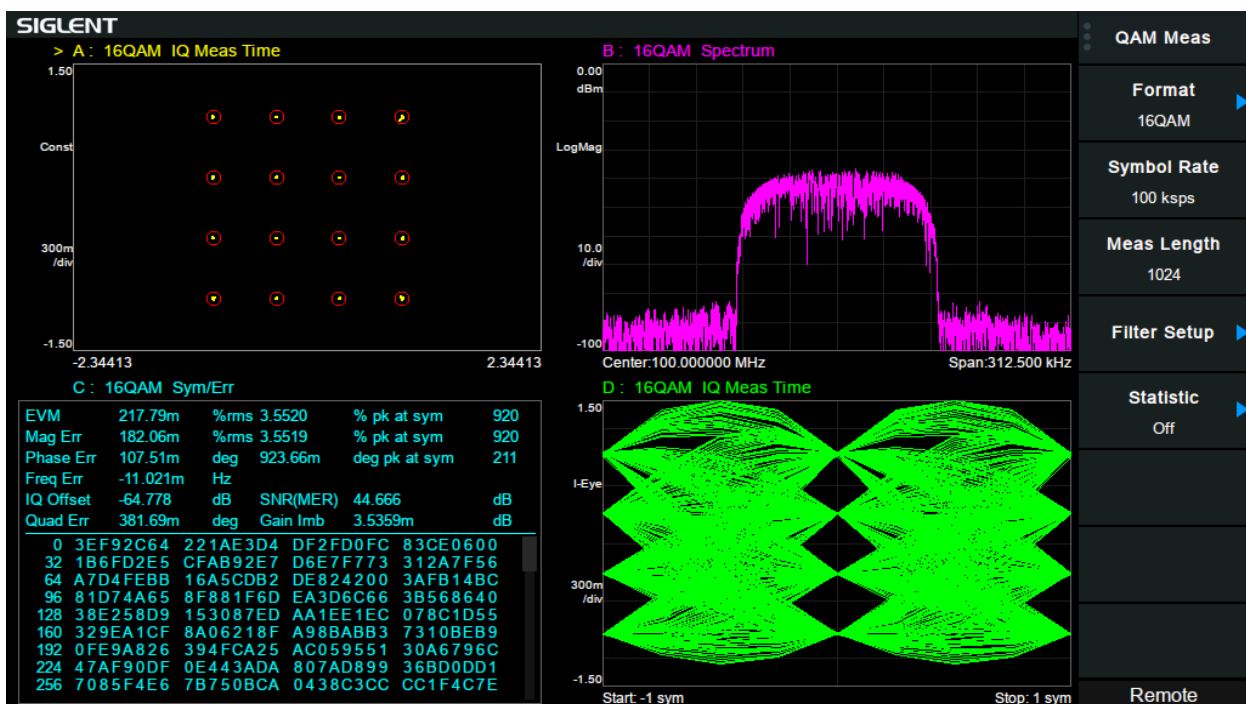 SIGLENT
> A : 16QAM IQ Meas Time
1.50
Const
300m
/div
-1.50
-2.34413
2.34413
B : 16QAM Spectrum
0.00
dBm
LogMag
10.0
/div
-100
Center:100.000000 MHz
Span:312.500 kHz
C : 16QAM Sym/Err
EVM 217.79m %rms 3.5520 % pk at sym 920
Mag Err 182.06m %rms 3.5519 % pk at sym 920
Phase Err 107.51m deg 923.66m deg pk at sym 211
Freq Err -11.021m Hz
IQ Offset -64.778 dB SNR(MER) 44.666 dB
Quad Err 381.69m deg Gain Imb 3.5359m dB
0 3EF92C64 221AE3D4 DF2FD0FC 83CE0600
32 1B6FD2E5 CFAB92E7 D6E7F773 312A7F56
64 A7D4FEBB 16A5CDB2 DE824200 3AFB14BC
96 81D74A65 8F881F6D EA3D6C66 3B568640
128 38E258D9 153087ED AA1EE1EC 078C1D55
160 329EA1CF 8A06218F A98BABB3 7310BEB9
192 0FE9A826 394FCA25 AC059551 30A6796C
224 47AF90DF 0E443ADA 807AD899 36BD0DD1
256 7085F4E6 7B750BCA 0438C3CC CC1F4C7E
D : 16QAM IQ Meas Time
1.50
I-Eye
300m
/div
-1.50
Start: -1 sym
Stop: 1 sym
QAM Meas
Format
16QAM
Symbol Rate
100 ksps
Meas Length
1024
Filter Setup
Statistic
Off
Remote